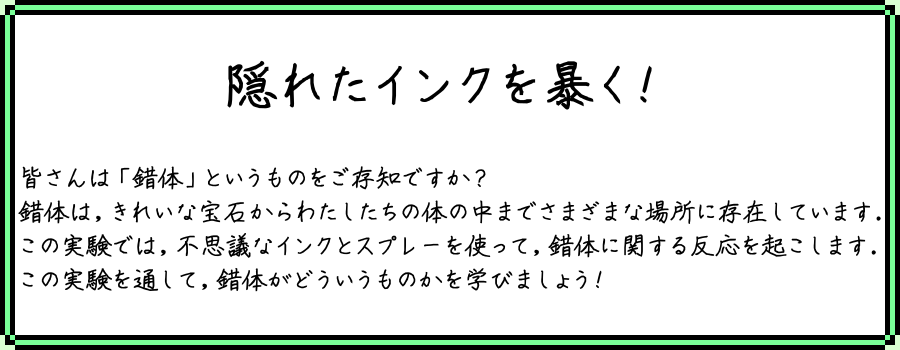 隠れたインクを暴く!
皆さんは「錯体」というものをご存知ですか?
錯体は,きれいな宝石からわたしたちの体の中までさまざまな場所に存在しています.
この実験では,不思議なインクとスプレーを使って,錯体に関する反応を起こします.
この実験を通して,錯体がどういうものかを学びましょう!